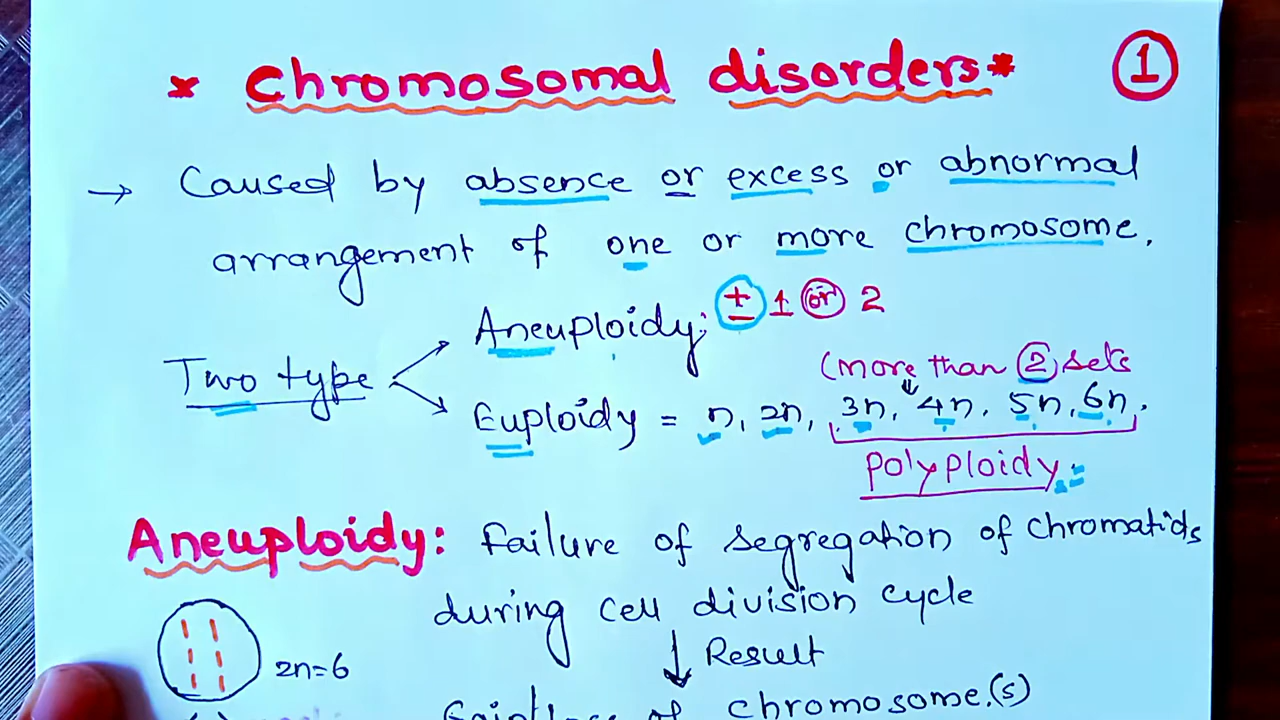 * Chromosomal disorders *
1
→ Caused by absence or excess or abnormal
arrangement of one or more chromosome.
Aneuploidy; ± 1 or 2
Two type
(more than 2 sets
Euploidy = n, 2n, 3n, 4n, 5n, 6n.
Polyploidy
Aneuploidy: Failure of segregation of chromatids
during cell division cycle
↓ Result
2n=6
of chromosome.(s)